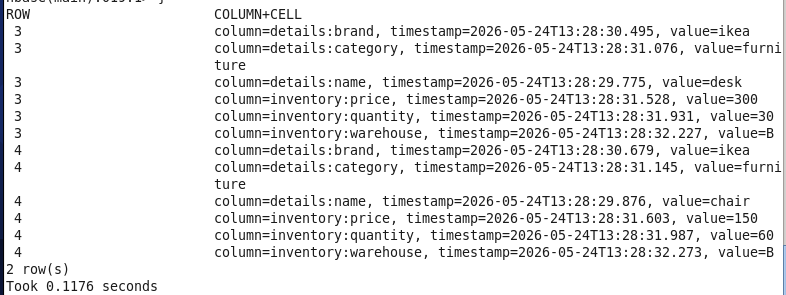 ROW COLUMN+CELL
3 column=details:brand, timestamp=2026-05-24T13:28:30.495, value=ikea
3 column=details:category, timestamp=2026-05-24T13:28:31.076, value=furni
ture
3 column=details:name, timestamp=2026-05-24T13:28:29.775, value=desk
3 column=inventory:price, timestamp=2026-05-24T13:28:31.528, value=300
3 column=inventory:quantity, timestamp=2026-05-24T13:28:31.931, value=30
3 column=inventory:warehouse, timestamp=2026-05-24T13:28:32.227, value=B
4 column=details:brand, timestamp=2026-05-24T13:28:30.679, value=ikea
4 column=details:category, timestamp=2026-05-24T13:28:31.145, value=furni
ture
4 column=details:name, timestamp=2026-05-24T13:28:29.876, value=chair
4 column=inventory:price, timestamp=2026-05-24T13:28:31.603, value=150
4 column=inventory:quantity, timestamp=2026-05-24T13:28:31.987, value=60
4 column=inventory:warehouse, timestamp=2026-05-24T13:28:32.273, value=B
2 row(s)
Took 0.1176 seconds